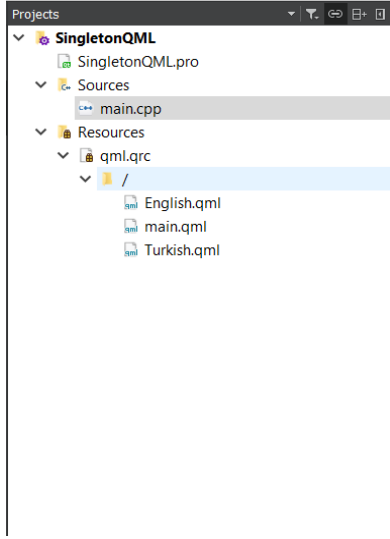 Projects
SingletonQML
SingletonQML.pro
Sources
main.cpp
Resources
qml.qrc
/
English.qml
main.qml
Turkish.qml